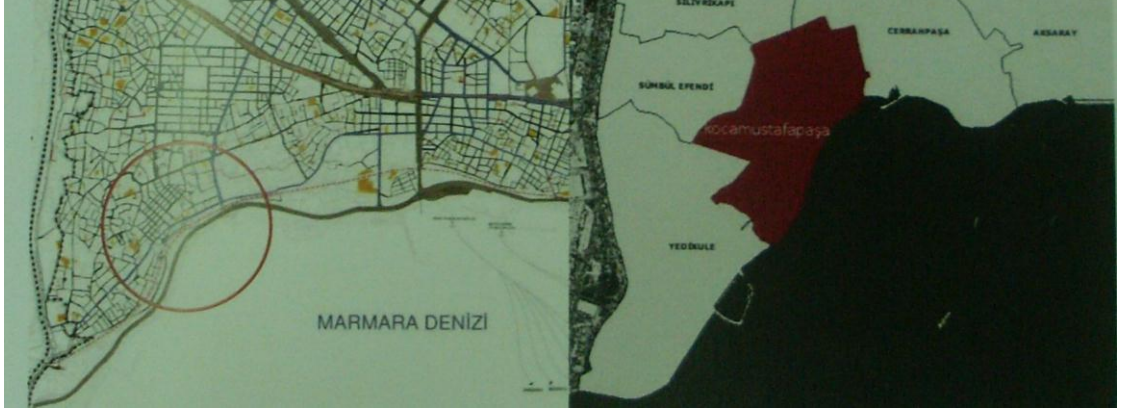 MARMARA DENİZİ
SİLİVRİKAPI
CERRAHPAŞA
AKSARAY
SÜMBÜL EFENDİ
kocamustafapaşa
YEDİKULE